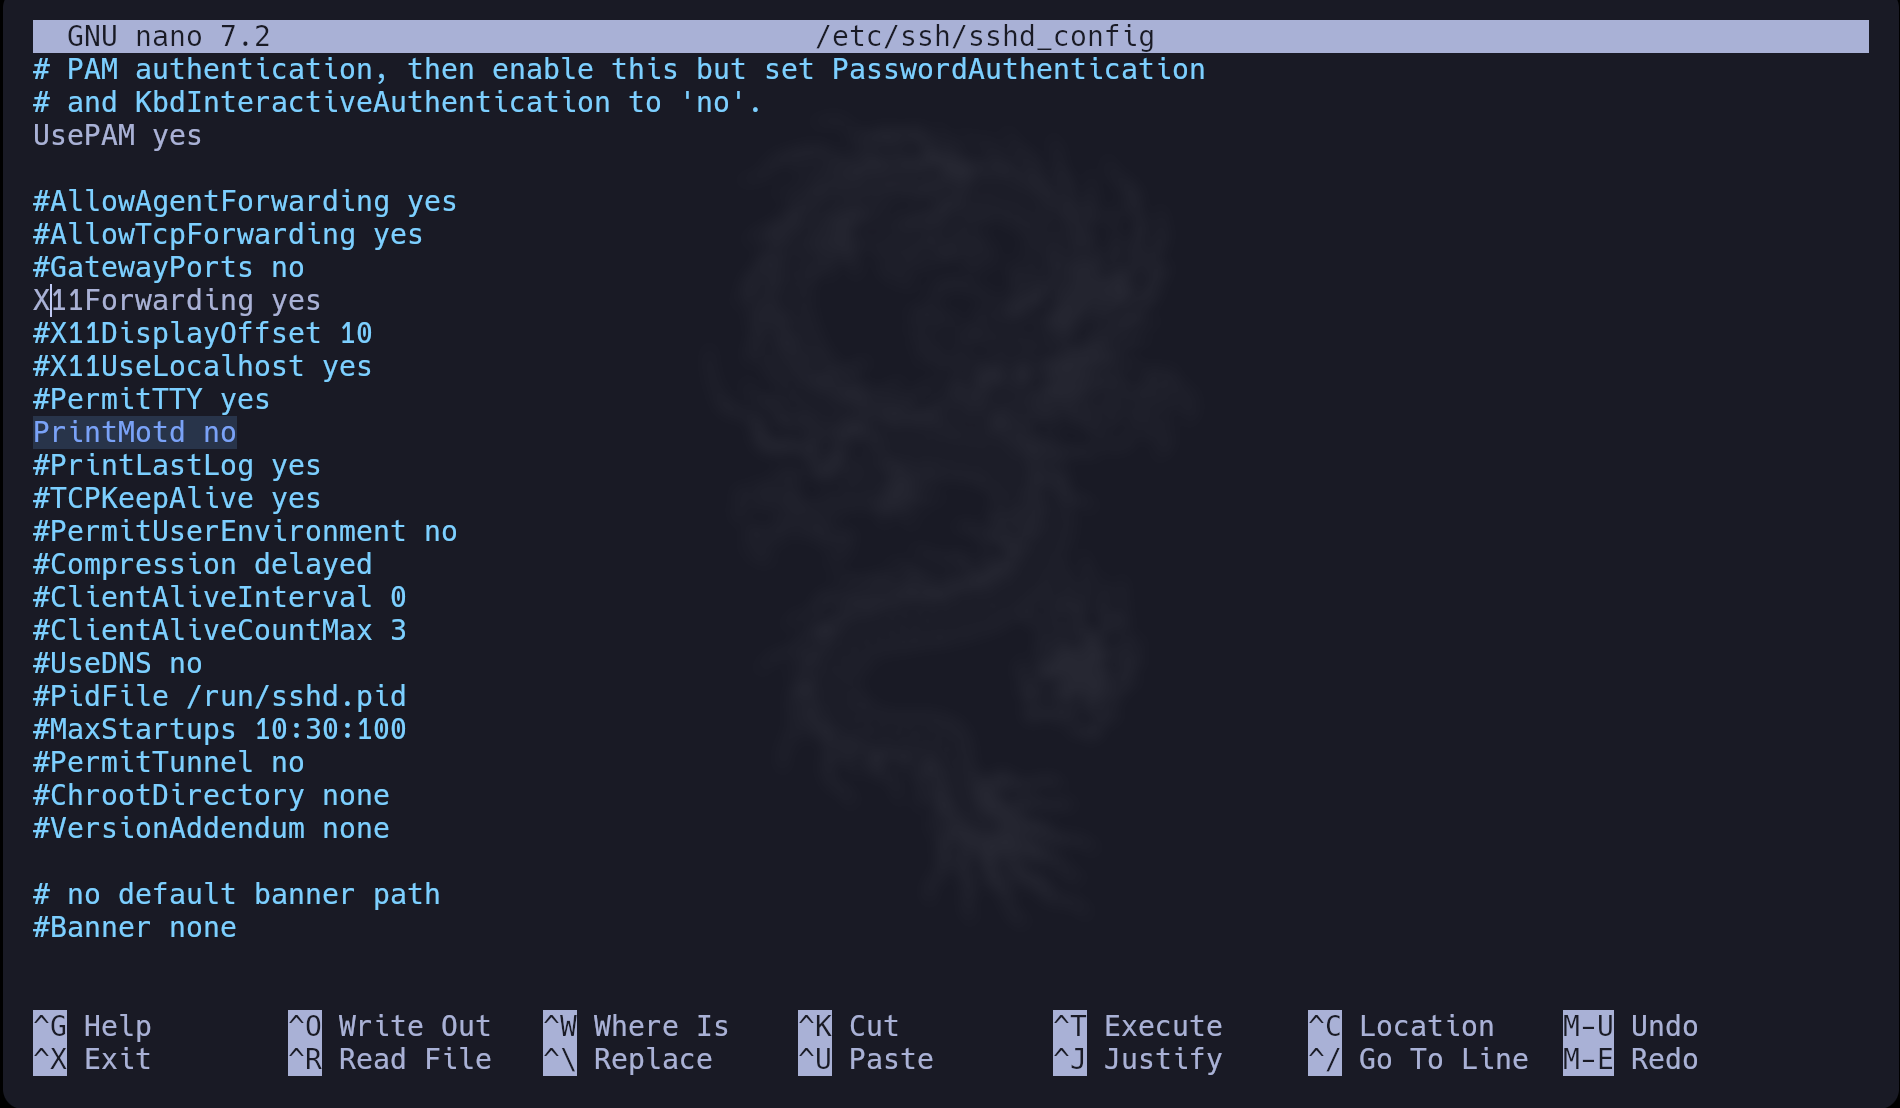 GNU nano 7.2 /etc/ssh/sshd_config
# PAM authentication, then enable this but set PasswordAuthentication
# and KbdInteractiveAuthentication to 'no'.
UsePAM yes
#AllowAgentForwarding yes
#AllowTcpForwarding yes
#GatewayPorts no
X11Forwarding yes
#X11DisplayOffset 10
#X11UseLocalhost yes
#PermitTTY yes
PrintMotd no
#PrintLastLog yes
#TCPKeepAlive yes
#PermitUserEnvironment no
#Compression delayed
#ClientAliveInterval 0
#ClientAliveCountMax 3
#UseDNS no
#PidFile /run/sshd.pid
#MaxStartups 10:30:100
#PermitTunnel no
#ChrootDirectory none
#VersionAddendum none
# no default banner path
#Banner none
^G Help ^O Write Out ^W Where Is ^K Cut ^T Execute ^C Location M-U Undo
^X Exit ^R Read File ^\ Replace ^U Paste ^J Justify ^/ Go To Line M-E Redo